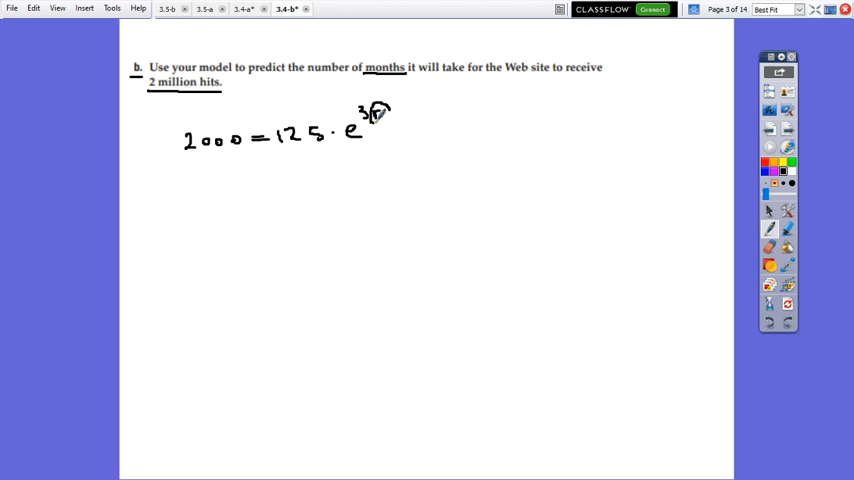 File Edit View Insert Tools Help 3.5-b 3.5-a 3.4-a* 3.4-b* CLASSFLOW Connect Page 3 of 14 Best Fit
b. Use your model to predict the number of months it will take for the Web site to receive
2 million hits.
2000 = 125 · e^3